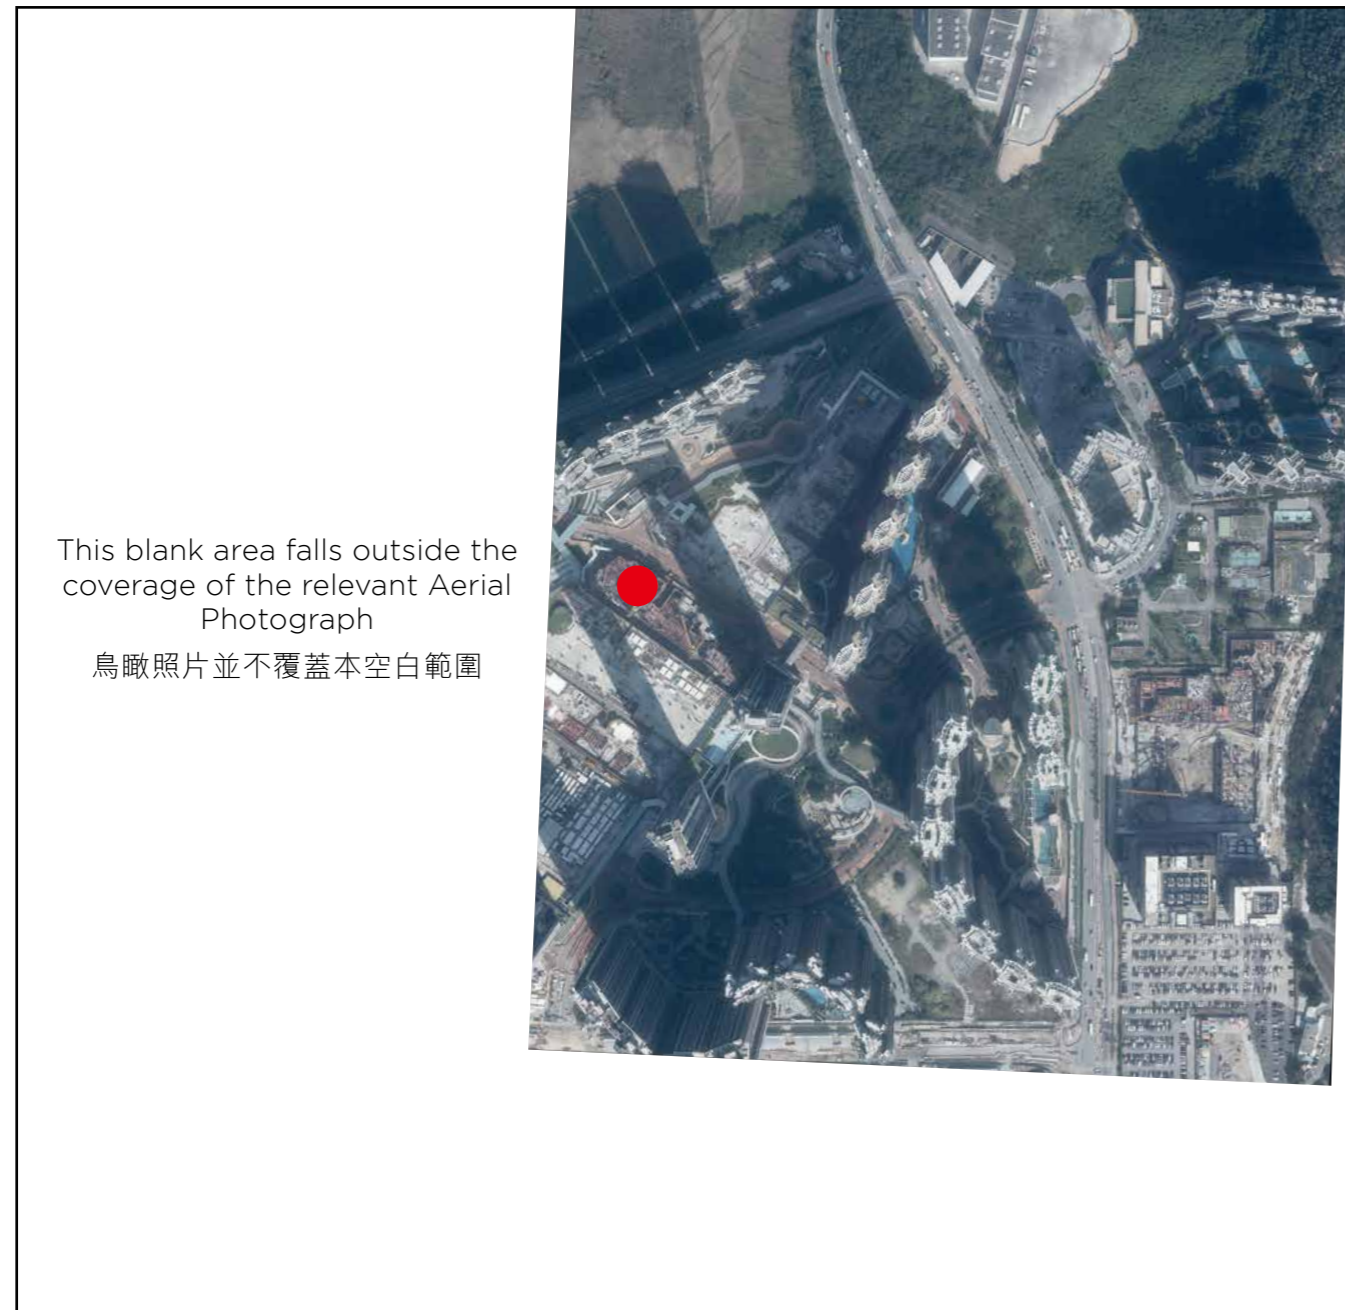 This blank area falls outside the
coverage of the relevant Aerial
Photograph
鳥瞰照片並不覆蓋本空白範圍